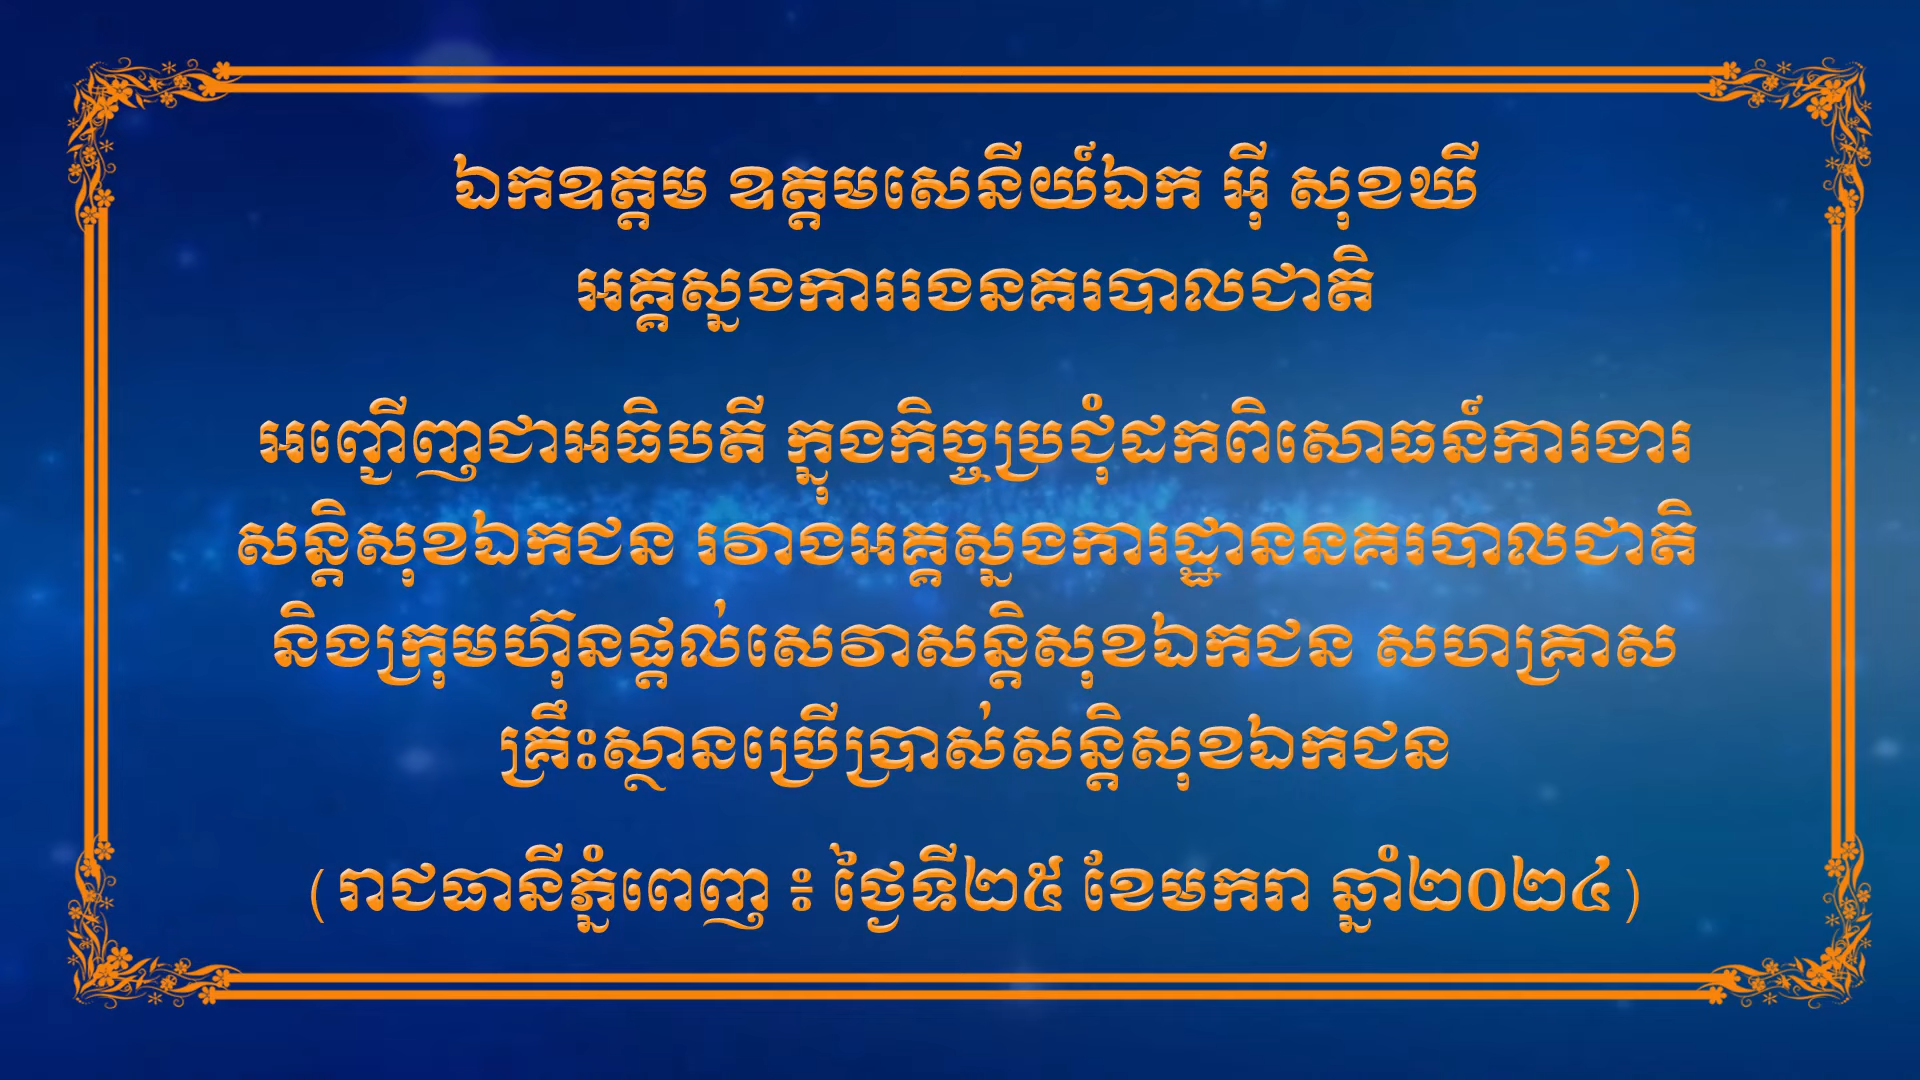 ឯកឧត្តម ឧត្តមសេនីយ៍ឯក អ៊ី សុខឃី
អគ្គស្នងការរងនគរបាលជាតិ
អញ្ជើញជាអធិបតី ក្នុងកិច្ចប្រជុំដកពិសោធន៍ការងារ
សន្តិសុខឯកជន រវាងអគ្គស្នងការដ្ឋាននគរបាលជាតិ
និងក្រុមហ៊ុនផ្តល់សេវាសន្តិសុខឯកជន សហគ្រាស
គ្រឹះស្ថានប្រើប្រាស់សន្តិសុខឯកជន
(រាជធានីភ្នំពេញ ៖ ថ្ងៃទី២៥ ខែមករា ឆ្នាំ២០២៤)